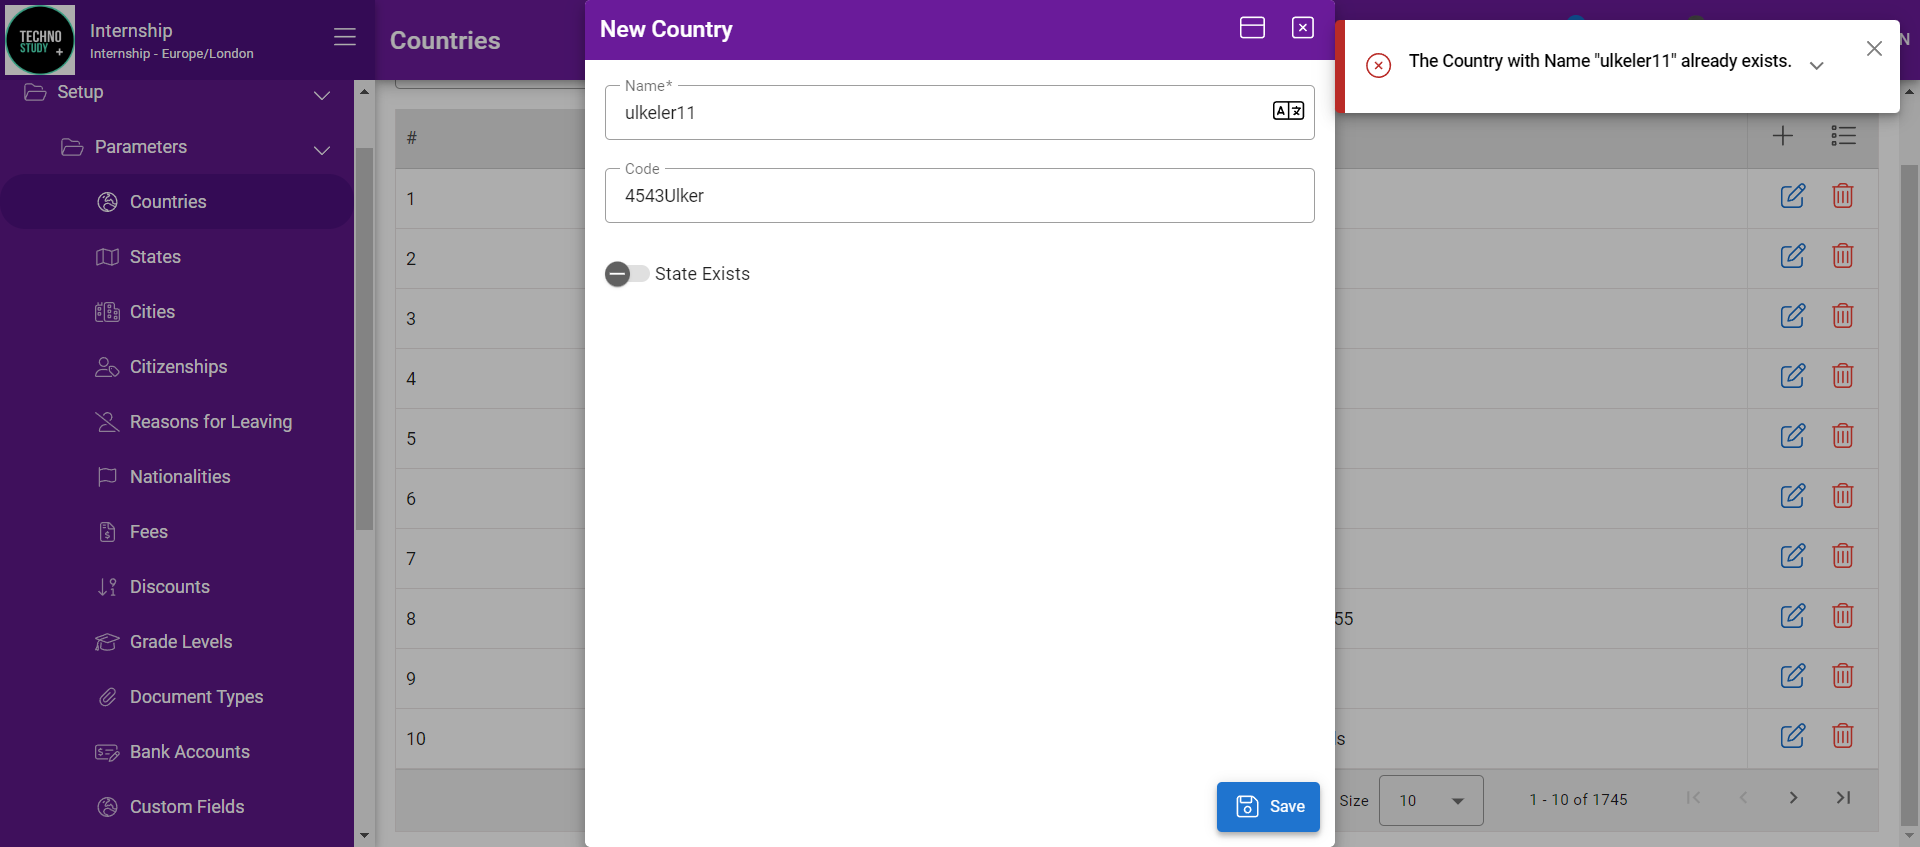 TECHNO
STUDY
Internship
Internship - Europe/London
Setup
Parameters
Countries
States
Cities
Citizenships
Reasons for Leaving
Nationalities
Fees
Discounts
Grade Levels
Document Types
Bank Accounts
Custom Fields
Countries
#
1
2
3
4
5
6
7
8
9
10
New Country
Name*
ulkeler11
Code
4543Ulker
State Exists
Save
The Country with Name "ulkeler11" already exists.
N
55
s
Size
10
1 - 10 of 1745